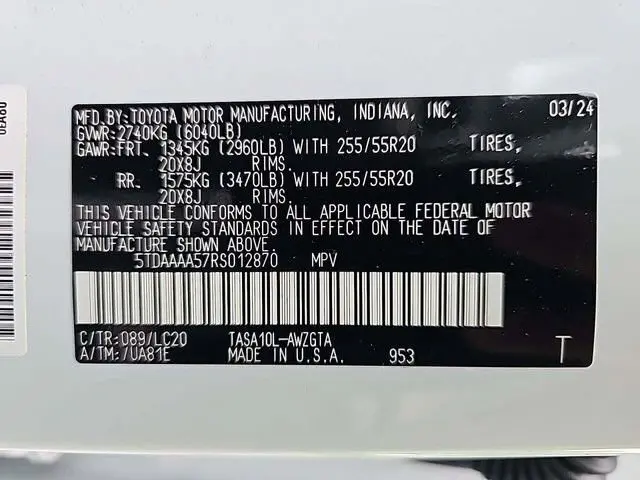 0EA80
MFD.BY:TOYOTA MOTOR MANUFACTURING, INDIANA, INC. 03/24
GVWR:2740KG (6040LB)
GAWR:FRT. 1345KG (2960LB) WITH 255/55R20 TIRES,
20X8J RIMS.
RR. 1575KG (3470LB) WITH 255/55R20 TIRES,
20X8J RIMS.
THIS VEHICLE CONFORMS TO ALL APPLICABLE FEDERAL MOTOR
VEHICLE SAFETY STANDARDS IN EFFECT ON THE DATE OF
MANUFACTURE SHOWN ABOVE.
5TDAAAA57RS012870 MPV
C/TR:089/LC20 TASA10L-AWZGTA
A/TM:/UA81E MADE IN U.S.A. 953 T